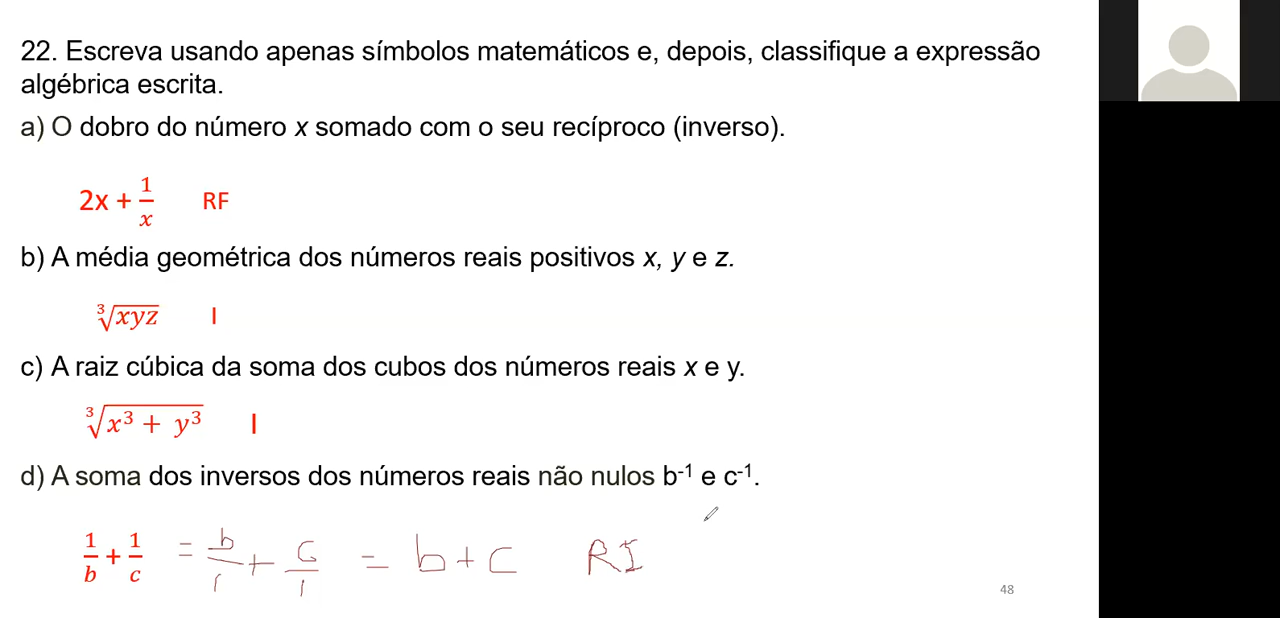 22. Escreva usando apenas símbolos matemáticos e, depois, classifique a expressão
algébrica escrita.
a) O dobro do número x somado com o seu recíproco (inverso).
2x + 1/x RF
b) A média geométrica dos números reais positivos x, y e z.
∛(xyz) I
c) A raiz cúbica da soma dos cubos dos números reais x e y.
∛(x³ + y³) I
d) A soma dos inversos dos números reais não nulos b⁻¹ e c⁻¹.
1/b + 1/c = b/1 + c/1 = b + c RI
48